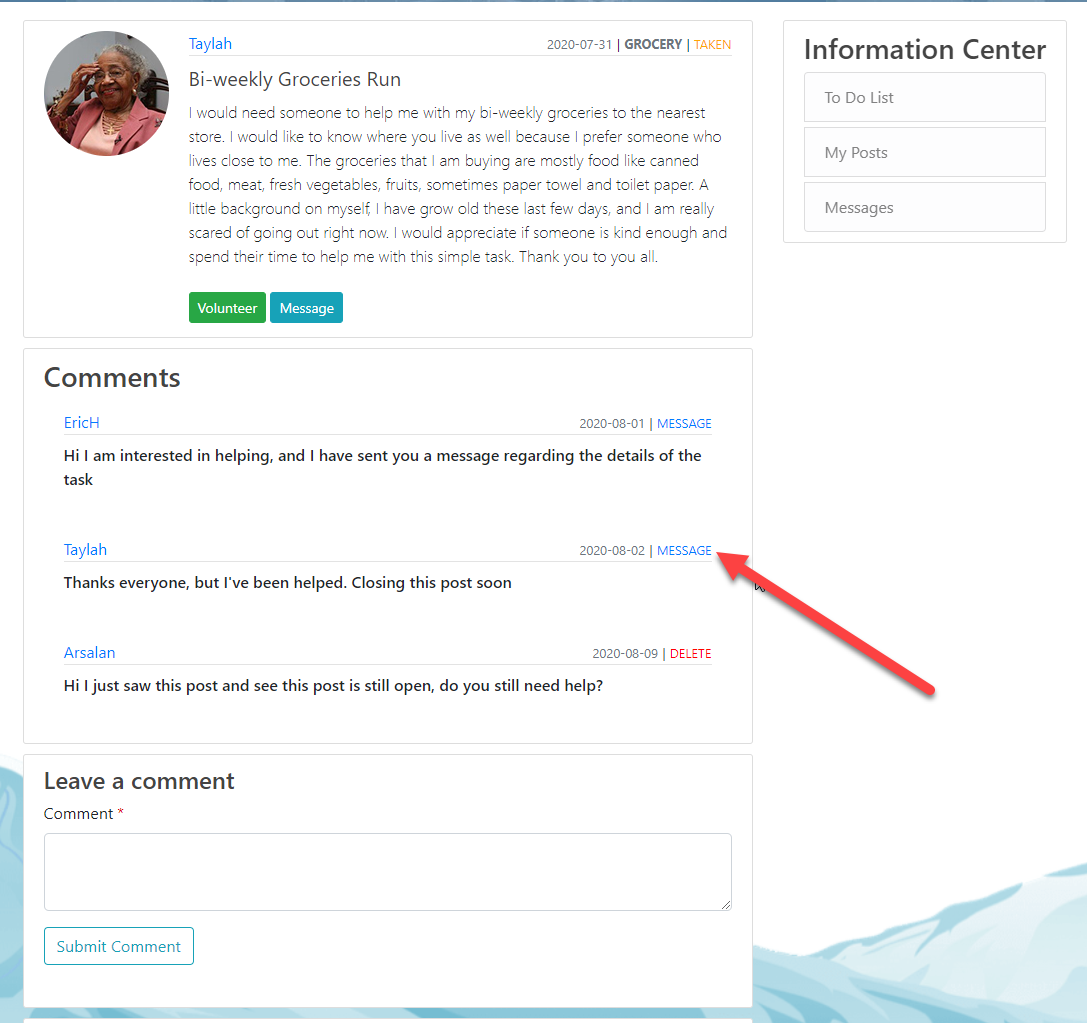 Taylah 2020-07-31 | GROCERY | TAKEN
Bi-weekly Groceries Run
I would need someone to help me with my bi-weekly groceries to the nearest
store. I would like to know where you live as well because I prefer someone who
lives close to me. The groceries that I am buying are mostly food like canned
food, meat, fresh vegetables, fruits, sometimes paper towel and toilet paper. A
little background on myself, I have grow old these last few days, and I am really
scared of going out right now. I would appreciate if someone is kind enough and
spend their time to help me with this simple task. Thank you to you all.
Volunteer Message
Comments
EricH 2020-08-01 | MESSAGE
Hi I am interested in helping, and I have sent you a message regarding the details of the
task
Taylah 2020-08-02 | MESSAGE
Thanks everyone, but I've been helped. Closing this post soon
Arsalan 2020-08-09 | DELETE
Hi I just saw this post and see this post is still open, do you still need help?
Leave a comment
Comment *
Submit Comment
Information Center
To Do List
My Posts
Messages